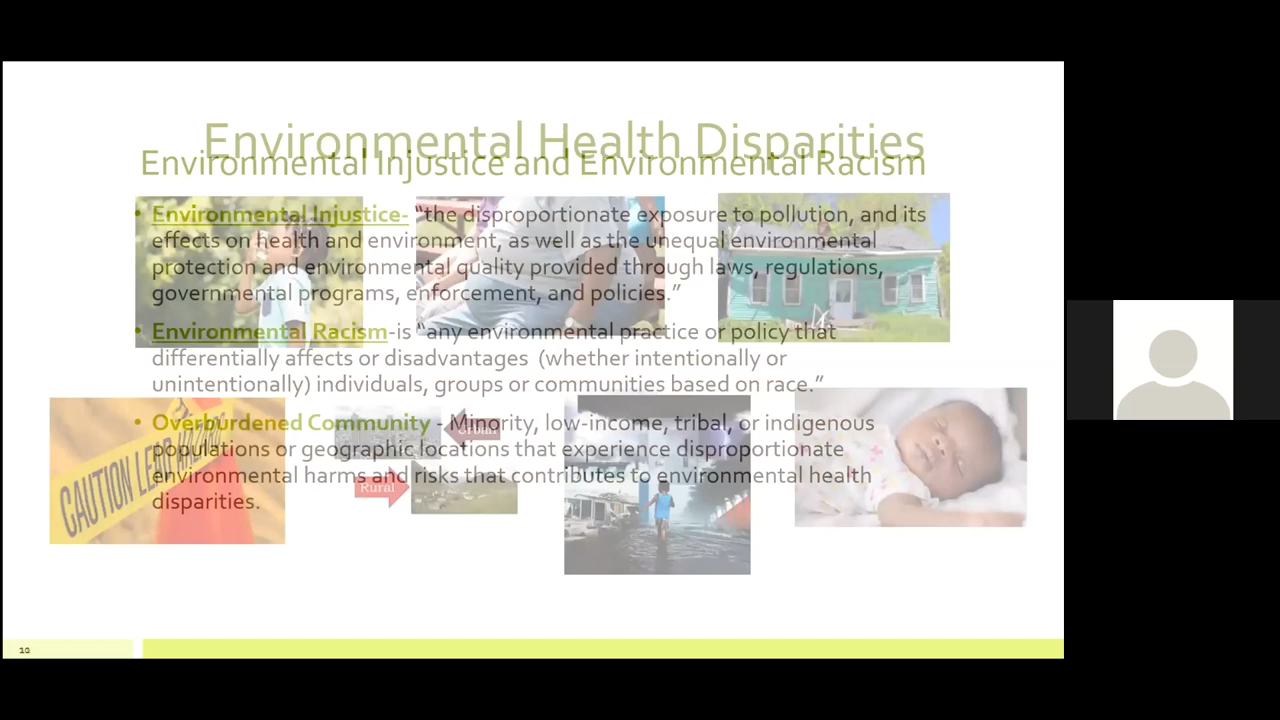 Environmental Health Disparities
Environmental Injustice and Environmental Racism
• Environmental Injustice- “the disproportionate exposure to pollution, and its
effects on health and environment, as well as the unequal environmental
protection and environmental quality provided through laws, regulations,
governmental programs, enforcement, and policies.”
• Environmental Racism-is “any environmental practice or policy that
differentially affects or disadvantages (whether intentionally or
unintentionally) individuals, groups or communities based on race.”
• Overburdened Community - Minority, low-income, tribal, or indigenous
populations or geographic locations that experience disproportionate
environmental harms and risks that contributes to environmental health
disparities.
Urban
Rural
CAUTION LEAD HAZARD